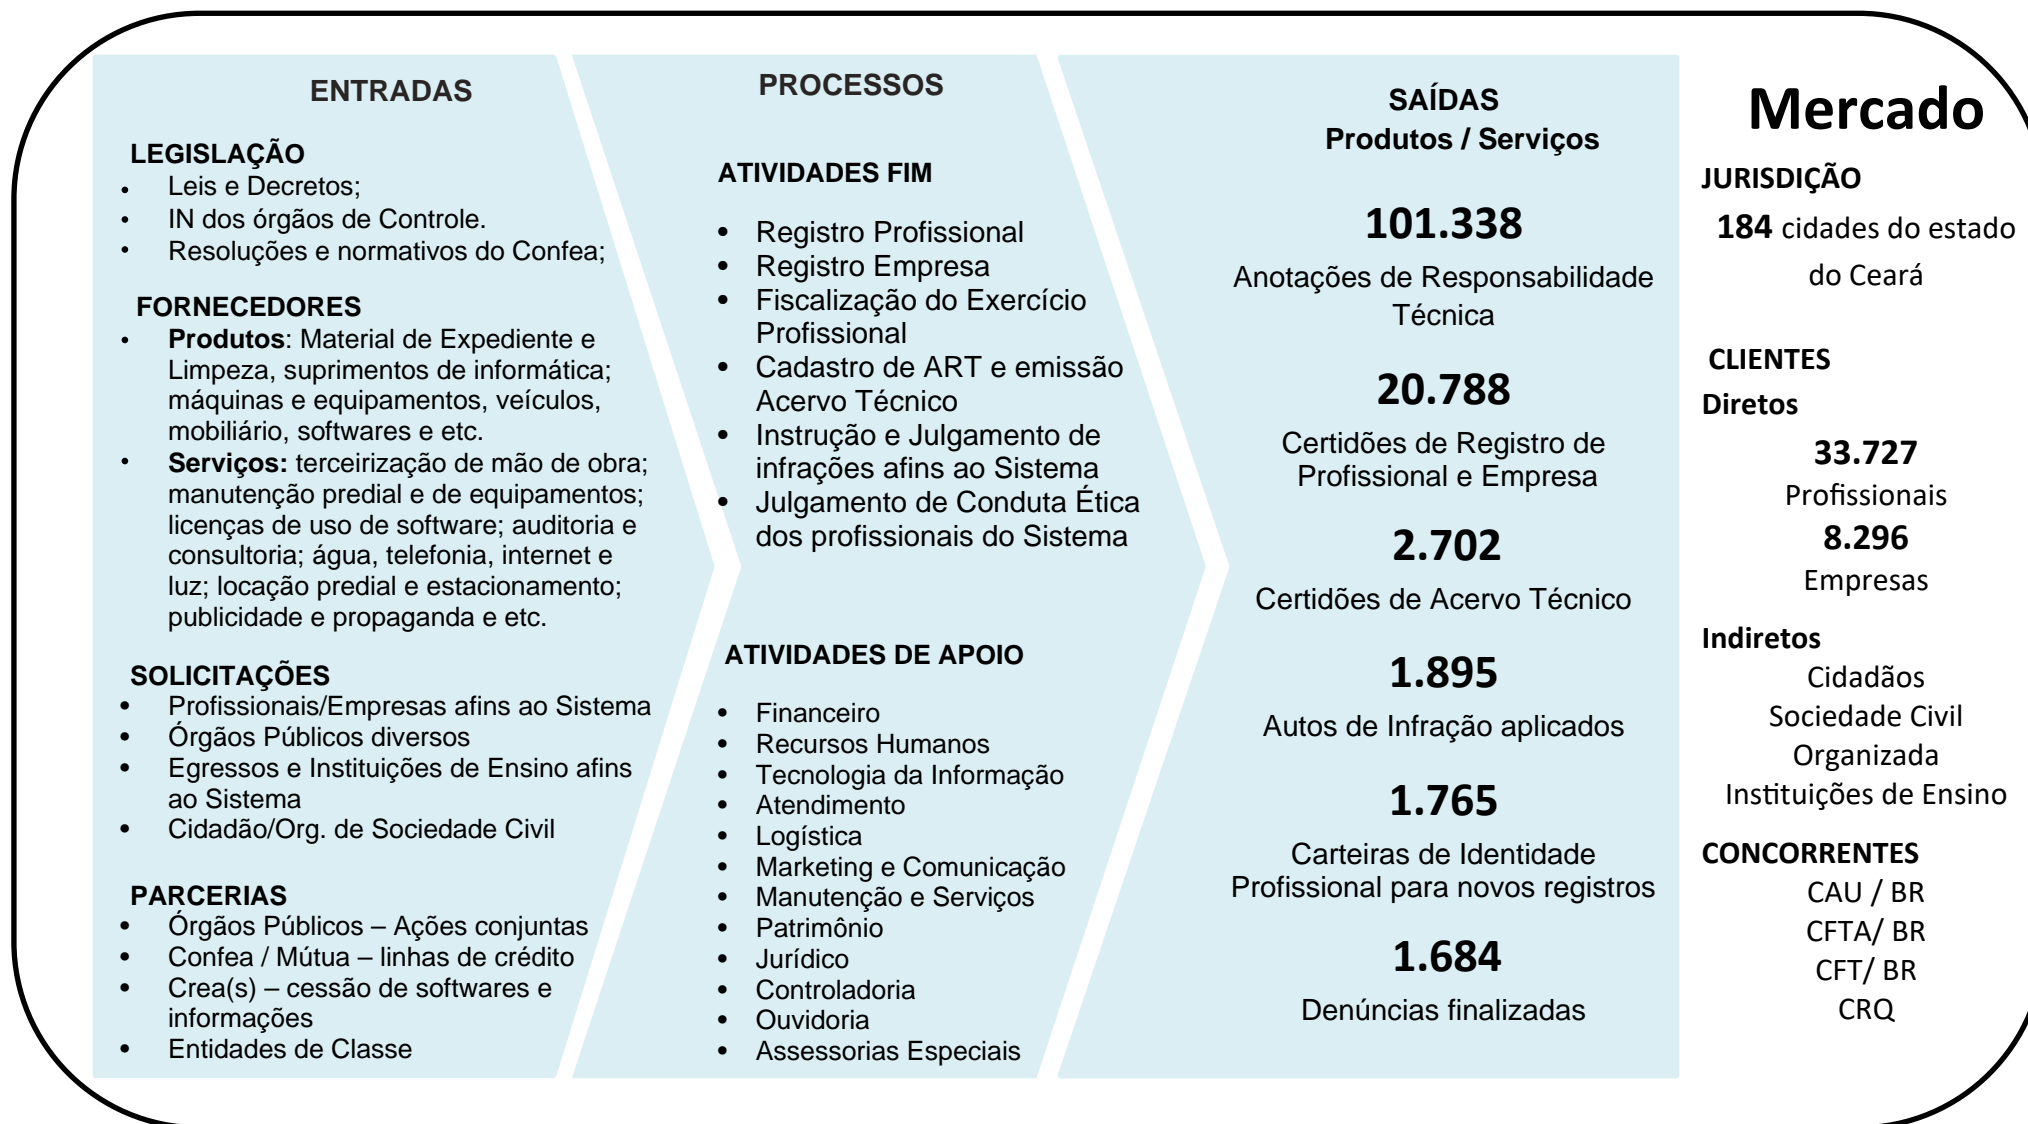 ENTRADAS
LEGISLAÇÃO
• Leis e Decretos;
• IN dos órgãos de Controle.
• Resoluções e normativos do Confea;
FORNECEDORES
• Produtos: Material de Expediente e
Limpeza, suprimentos de informática;
máquinas e equipamentos, veículos,
mobiliário, softwares e etc.
• Serviços: terceirização de mão de obra;
manutenção predial e de equipamentos;
licenças de uso de software; auditoria e
consultoria; água, telefonia, internet e
luz; locação predial e estacionamento;
publicidade e propaganda e etc.
SOLICITAÇÕES
• Profissionais/Empresas afins ao Sistema
• Órgãos Públicos diversos
• Egressos e Instituições de Ensino afins
ao Sistema
• Cidadão/Org. de Sociedade Civil
PARCERIAS
• Órgãos Públicos – Ações conjuntas
• Confea / Mútua – linhas de crédito
• Crea(s) – cessão de softwares e
informações
• Entidades de Classe
PROCESSOS
ATIVIDADES FIM
• Registro Profissional
• Registro Empresa
• Fiscalização do Exercício
Profissional
• Cadastro de ART e emissão
Acervo Técnico
• Instrução e Julgamento de
infrações afins ao Sistema
• Julgamento de Conduta Ética
dos profissionais do Sistema
ATIVIDADES DE APOIO
• Financeiro
• Recursos Humanos
• Tecnologia da Informação
• Atendimento
• Logística
• Marketing e Comunicação
• Manutenção e Serviços
• Patrimônio
• Jurídico
• Controladoria
• Ouvidoria
• Assessorias Especiais
SAÍDAS
Produtos / Serviços
101.338
Anotações de Responsabilidade
Técnica
20.788
Certidões de Registro de
Profissional e Empresa
2.702
Certidões de Acervo Técnico
1.895
Autos de Infração aplicados
1.765
Carteiras de Identidade
Profissional para novos registros
1.684
Denúncias finalizadas
Mercado
JURISDIÇÃO
184 cidades do estado
do Ceará
CLIENTES
Diretos
33.727
Profissionais
8.296
Empresas
Indiretos
Cidadãos
Sociedade Civil
Organizada
Instituições de Ensino
CONCORRENTES
CAU / BR
CFTA/ BR
CFT/ BR
CRQ